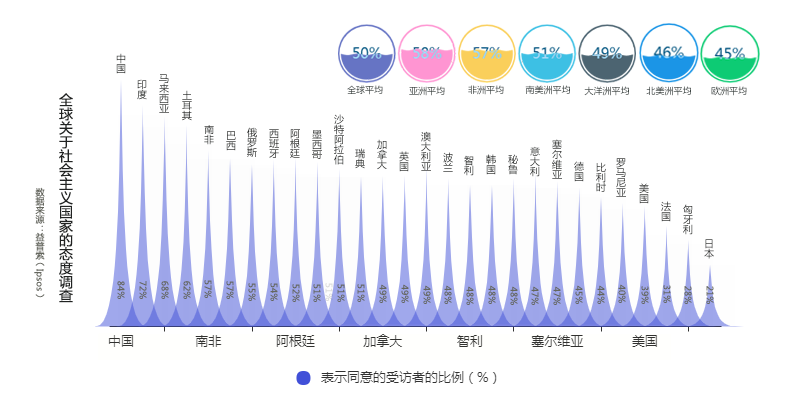 50%
58%
57%
51%
49%
46%
45%
全球平均
亚洲平均
非洲平均
南美洲平均
大洋洲平均
北美洲平均
欧洲平均
全球关于社会主义国家的态度调查
数据来源：益普索（Ipsos）
中国
印度
马来西亚
土耳其
南非
巴西
俄罗斯
西班牙
阿根廷
墨西哥
沙特阿拉伯
瑞典
加拿大
英国
澳大利亚
波兰
智利
韩国
秘鲁
意大利
塞尔维亚
德国
比利时
罗马尼亚
美国
法国
匈牙利
日本
84%
72%
68%
62%
57%
57%
55%
54%
52%
51%
51%
51%
49%
49%
49%
48%
48%
48%
48%
47%
47%
45%
44%
40%
39%
31%
28%
21%
中国
南非
阿根廷
加拿大
智利
塞尔维亚
美国
表示同意的受访者的比例（%）